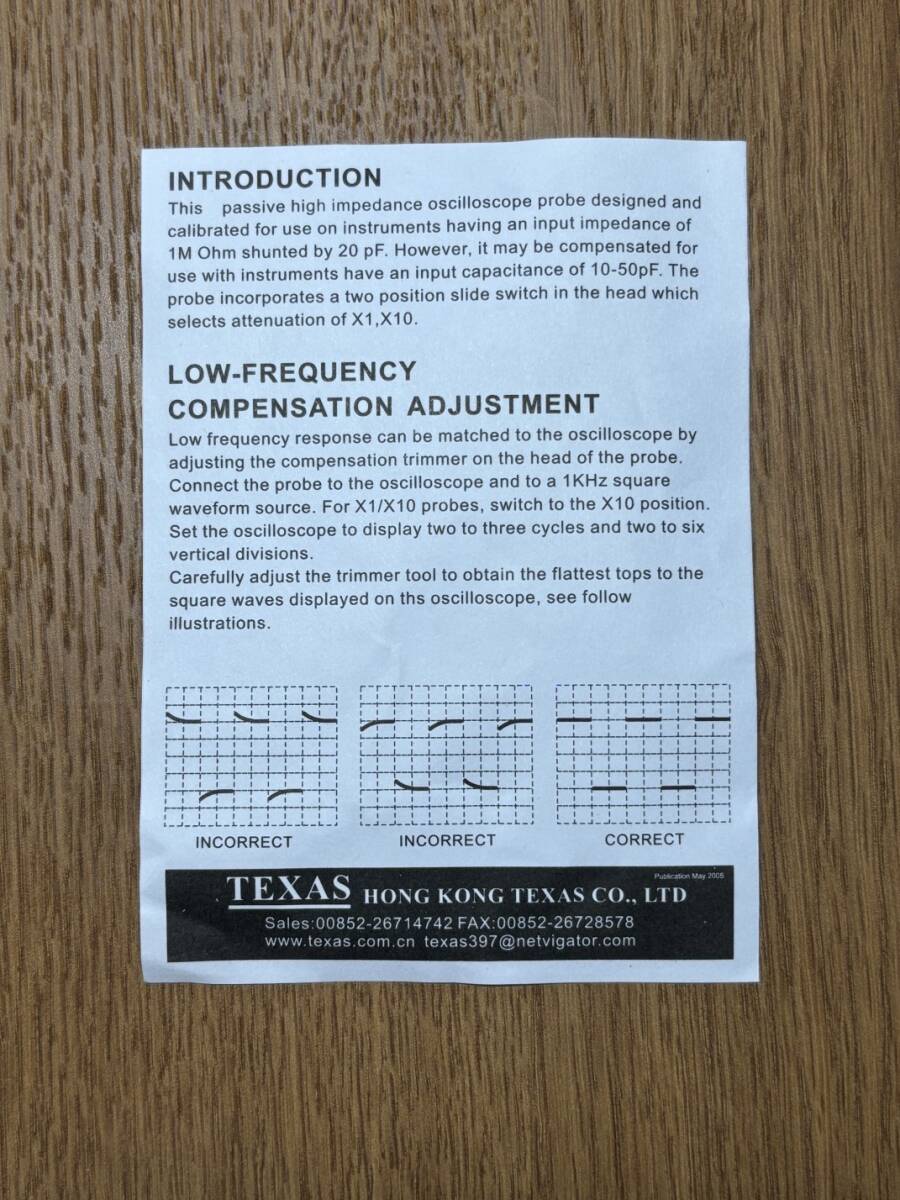 INTRODUCTION
This passive high impedance oscilloscope probe designed and
calibrated for use on instruments having an input impedance of
1M Ohm shunted by 20 pF. However, it may be compensated for
use with instruments have an input capacitance of 10-50pF. The
probe incorporates a two position slide switch in the head which
selects attenuation of X1,X10.
LOW-FREQUENCY
COMPENSATION ADJUSTMENT
Low frequency response can be matched to the oscilloscope by
adjusting the compensation trimmer on the head of the probe.
Connect the probe to the oscilloscope and to a 1KHz square
waveform source. For X1/X10 probes, switch to the X10 position.
Set the oscilloscope to display two to three cycles and two to six
vertical divisions.
Carefully adjust the trimmer tool to obtain the flattest tops to the
square waves displayed on ths oscilloscope, see follow
illustrations.
INCORRECT
INCORRECT
CORRECT
Publication May 2005
TEXAS HONG KONG TEXAS CO., LTD
Sales:00852-26714742 FAX:00852-26728578
www.texas.com.cn texas397@netvigator.com